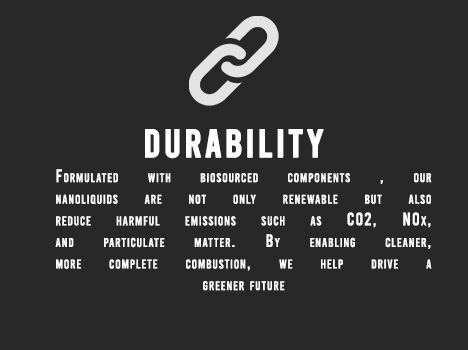 DURABILITY
Formulated with biosourced components , our
nanoliquids are not only renewable but also
reduce harmful emissions such as CO2, NOx,
and particulate matter. By enabling cleaner,
more complete combustion, we help drive a
greener future